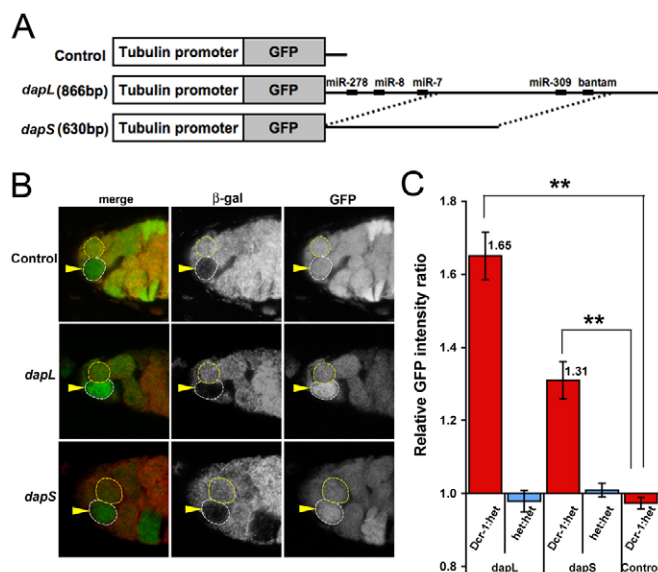 A
Control
Tubulin promoter GFP
dapL (866bp)
Tubulin promoter GFP
miR-278 miR-8 miR-7 miR-309 bantam
dapS (630bp)
Tubulin promoter GFP
B
merge β-gal GFP
Control
dapL
dapS
C
Relative GFP intensity ratio
1.8
1.6
1.4
1.2
1.0
0.8
**
**
1.65
1.31
Dcr-1:het
het:het
Dcr-1:het
het:het
Dcr-1:het
dapL dapS Control